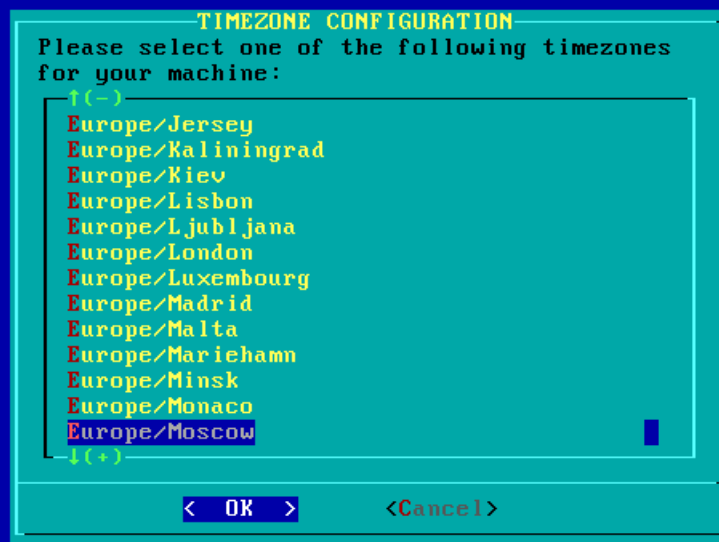 TIMEZONE CONFIGURATION
Please select one of the following timezones
for your machine:
↑(-)
Europe/Jersey
Europe/Kaliningrad
Europe/Kiev
Europe/Lisbon
Europe/Ljubljana
Europe/London
Europe/Luxembourg
Europe/Madrid
Europe/Malta
Europe/Mariehamn
Europe/Minsk
Europe/Monaco
Europe/Moscow
↓(+)
< OK > <Cancel>